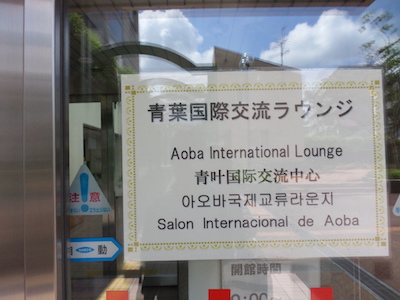 青葉国際交流ラウンジ
Aoba International Lounge
青叶国际交流中心
아오바국제교류라운지
Salon Internacional de Aoba
注意
動
開館時間